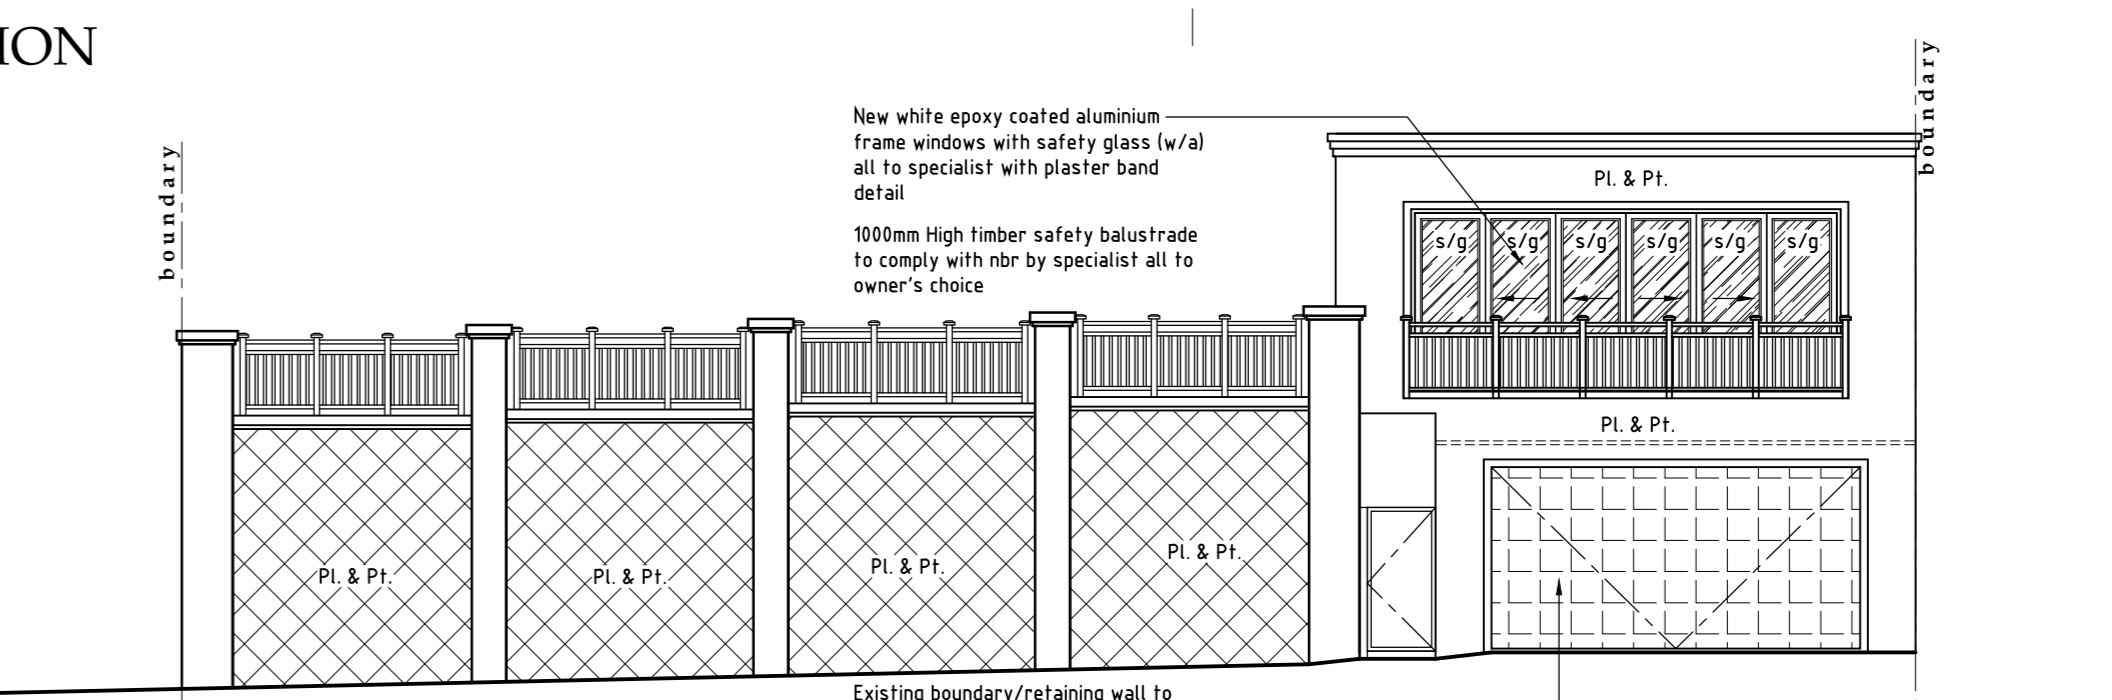 ION
boundary
boundary
New white epoxy coated aluminium
frame windows with safety glass (w/a)
all to specialist with plaster band
detail
1000mm High timber safety balustrade
to comply with nbr by specialist all to
owner's choice
Pl. & Pt.
s/g s/g s/g s/g s/g s/g
Pl. & Pt.
Pl. & Pt.
Pl. & Pt.
Pl. & Pt.
Pl. & Pt.
Existing boundary/retaining wall to